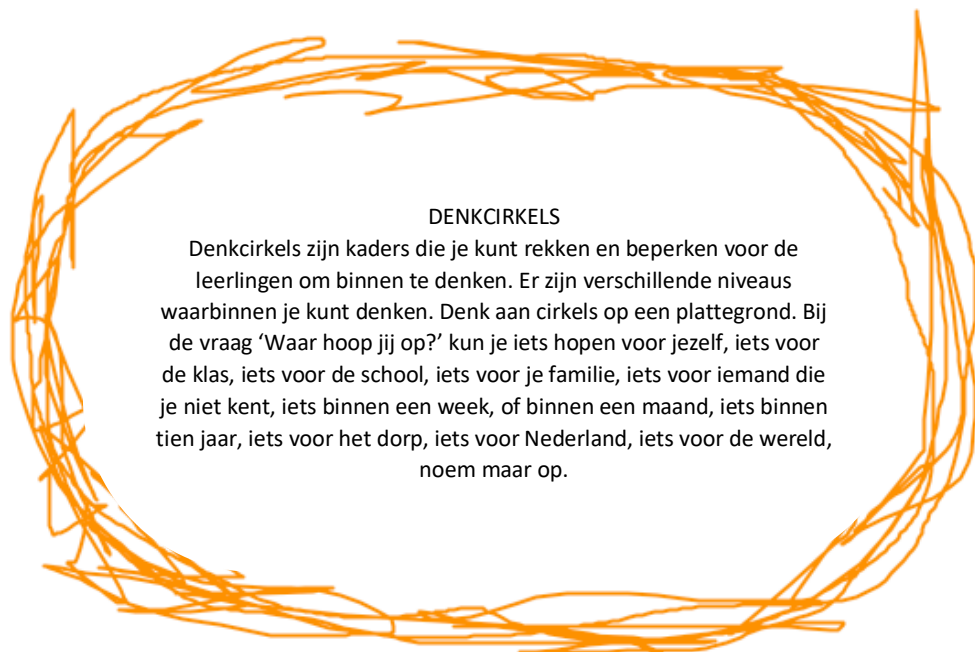 DENKCIRKELS
Denkcirkels zijn kaders die je kunt rekken en beperken voor de
leerlingen om binnen te denken. Er zijn verschillende niveaus
waarbinnen je kunt denken. Denk aan cirkels op een plattegrond. Bij
de vraag ‘Waar hoop jij op?’ kun je iets hopen voor jezelf, iets voor
de klas, iets voor de school, iets voor je familie, iets voor iemand die
je niet kent, iets binnen een week, of binnen een maand, iets binnen
tien jaar, iets voor het dorp, iets voor Nederland, iets voor de wereld,
noem maar op.